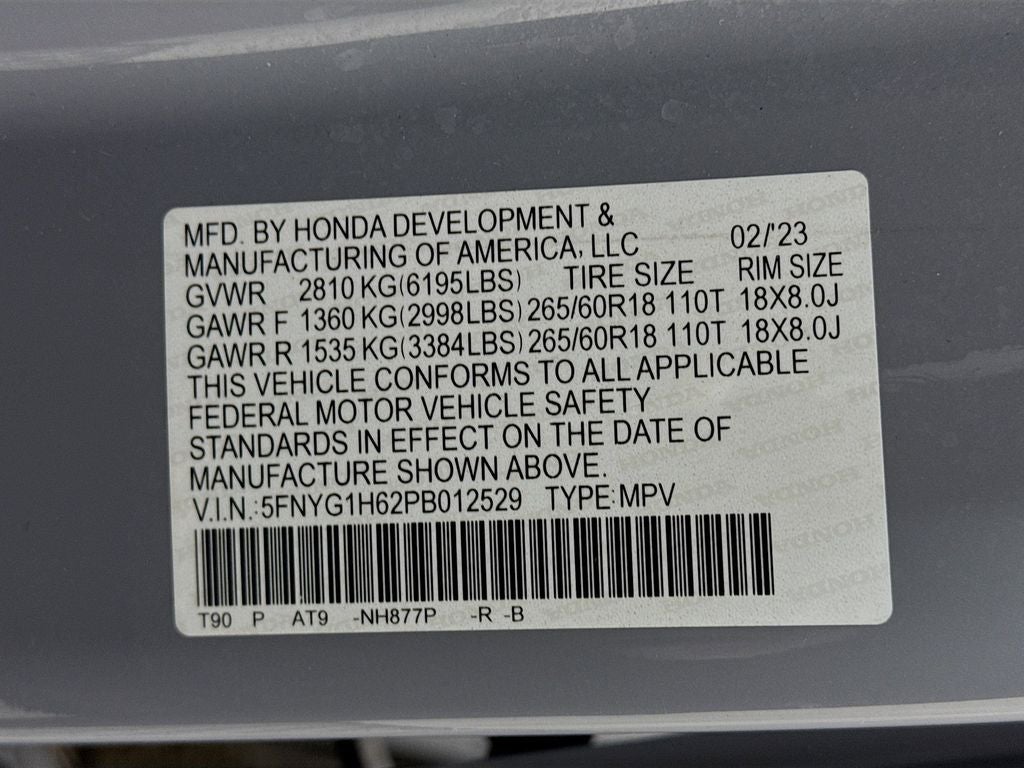 MFD. BY HONDA DEVELOPMENT &
MANUFACTURING OF AMERICA, LLC 02/'23
GVWR 2810 KG(6195LBS) TIRE SIZE RIM SIZE
GAWR F 1360 KG(2998LBS) 265/60R18 110T 18X8.0J
GAWR R 1535 KG(3384LBS) 265/60R18 110T 18X8.0J
THIS VEHICLE CONFORMS TO ALL APPLICABLE
FEDERAL MOTOR VEHICLE SAFETY
STANDARDS IN EFFECT ON THE DATE OF
MANUFACTURE SHOWN ABOVE.
V.I.N.:5FNYG1H62PB012529 TYPE:MPV
T90 P AT9 -NH877P -R -B